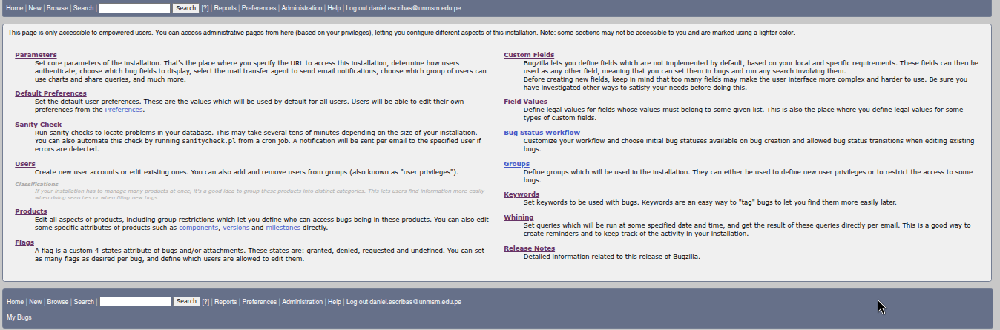 Home | New | Browse | Search | Search [?] | Reports | Preferences | Administration | Help | Log out daniel.escribas@unmsm.edu.pe
This page is only accessible to empowered users. You can access administrative pages from here (based on your privileges), letting you configure different aspects of this installation. Note: some sections may not be accessible to you and are marked using a lighter color.
Parameters
Set core parameters of the installation. That's the place where you specify the URL to access this installation, determine how users
authenticate, choose which bug fields to display, select the mail transfer agent to send email notifications, choose which group of users can
use charts and share queries, and much more.
Default Preferences
Set the default user preferences. These are the values which will be used by default for all users. Users will be able to edit their own
preferences from the Preferences.
Sanity Check
Run sanity checks to locate problems in your database. This may take several tens of minutes depending on the size of your installation.
You can also automate this check by running sanitycheck.pl from a cron job. A notification will be sent per email to the specified user if
errors are detected.
Users
Create new user accounts or edit existing ones. You can also add and remove users from groups (also known as "user privileges").
Classifications
If your installation has to manage many products at once, it's a good idea to group these products into distinct categories. This lets users find information more easily
when doing searches or when filing new bugs.
Products
Edit all aspects of products, including group restrictions which let you define who can access bugs being in these products. You can also edit
some specific attributes of products such as components, versions and milestones directly.
Flags
A flag is a custom 4-states attribute of bugs and/or attachments. These states are: granted, denied, requested and undefined. You can set
as many flags as desired per bug, and define which users are allowed to edit them.
Custom Fields
Bugzilla lets you define fields which are not implemented by default, based on your local and specific requirements. These fields can then be
used as any other field, meaning that you can set them in bugs and run any search involving them.
Before creating new fields, keep in mind that too many fields may make the user interface more complex and harder to use. Be sure you
have investigated other ways to satisfy your needs before doing this.
Field Values
Define legal values for fields whose values must belong to some given list. This is also the place where you define legal values for some
types of custom fields.
Bug Status Workflow
Customize your workflow and choose initial bug statuses available on bug creation and allowed bug status transitions when editing existing
bugs.
Groups
Define groups which will be used in the installation. They can either be used to define new user privileges or to restrict the access to some
bugs.
Keywords
Set keywords to be used with bugs. Keywords are an easy way to "tag" bugs to let you find them more easily later.
Whining
Set queries which will be run at some specified date and time, and get the result of these queries directly per email. This is a good way to
create reminders and to keep track of the activity in your installation.
Release Notes
Detailed information related to this release of Bugzilla.
Home | New | Browse | Search | Search [?] | Reports | Preferences | Administration | Help | Log out daniel.escribas@unmsm.edu.pe
My Bugs